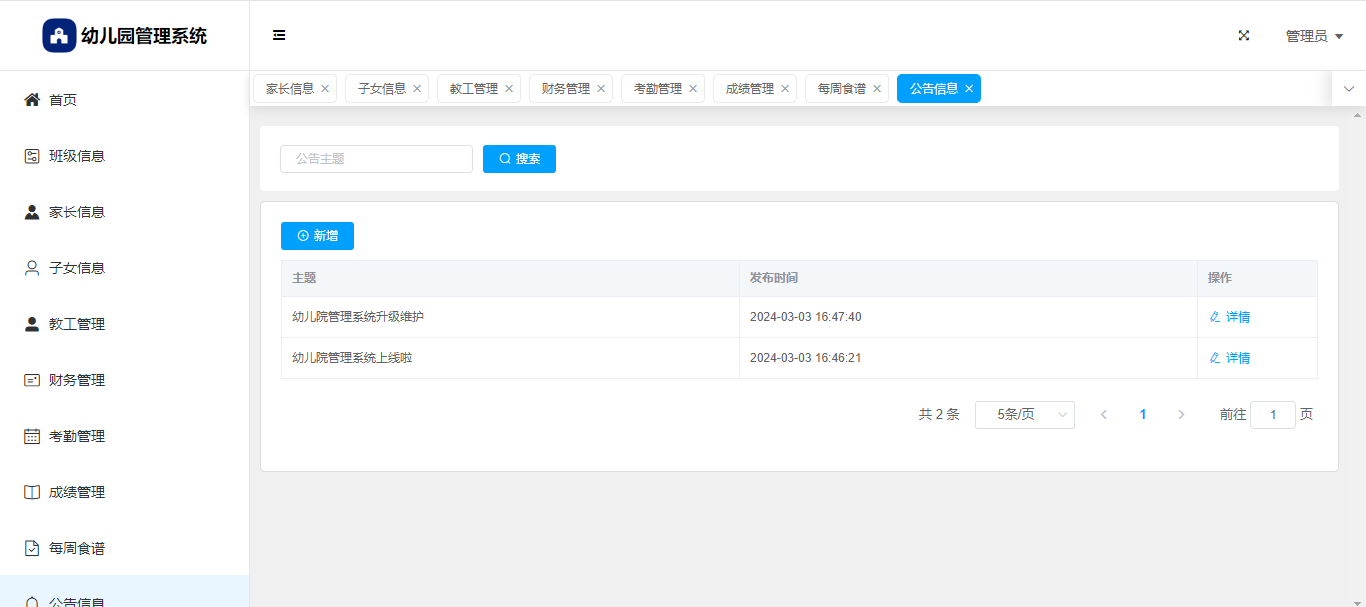 幼儿园管理系统
管理员
首页
班级信息
家长信息
子女信息
教工管理
财务管理
考勤管理
成绩管理
每周食谱
公告信息
家长信息 子女信息 教工管理 财务管理 考勤管理 成绩管理 每周食谱 公告信息
公告主题 搜索
新增
主题 发布时间 操作
幼儿院管理系统升级维护 2024-03-03 16:47:40 详情
幼儿院管理系统上线啦 2024-03-03 16:46:21 详情
共 2 条 5条/页 1 前往 1 页